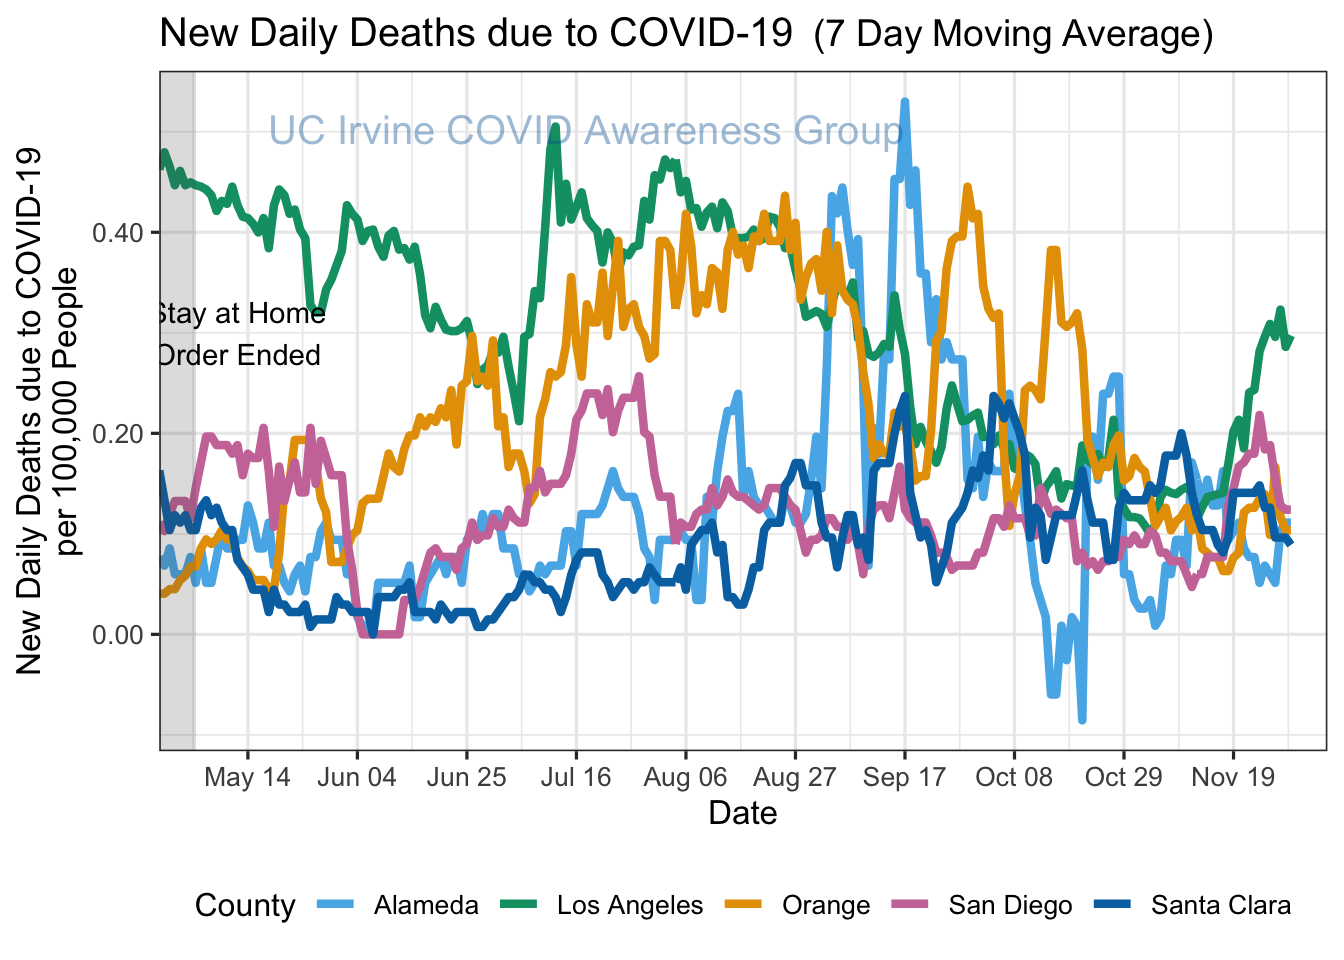 New Daily Deaths due to COVID-19 (7 Day Moving Average)
UC Irvine COVID Awareness Group
New Daily Deaths due to COVID-19
per 100,000 People
0.40
0.20
0.00
Stay at Home
Order Ended
May 14 Jun 04 Jun 25 Jul 16 Aug 06 Aug 27 Sep 17 Oct 08 Oct 29 Nov 19
Date
County Alameda Los Angeles Orange San Diego Santa Clara